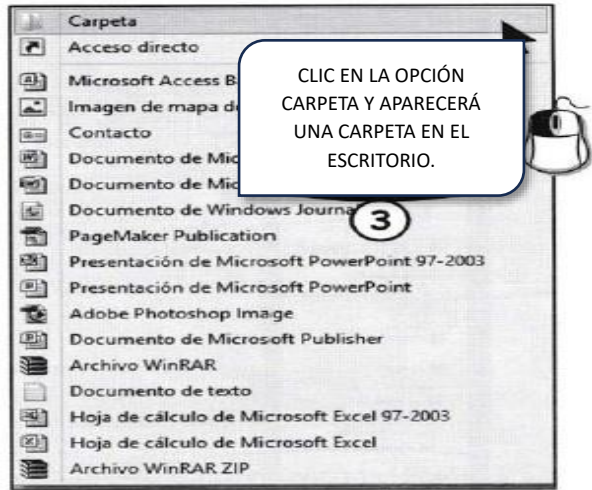 Carpeta
Acceso directo
Microsoft Access B
Imagen de mapa d
Contacto
Documento de Mic
Documento de Mic
Documento de Windows Journa
PageMaker Publication
Presentación de Microsoft PowerPoint 97-2003
Presentación de Microsoft PowerPoint
Adobe Photoshop Image
Documento de Microsoft Publisher
Archivo WinRAR
Documento de texto
Hoja de cálculo de Microsoft Excel 97-2003
Hoja de cálculo de Microsoft Excel
Archivo WinRAR ZIP
CLIC EN LA OPCIÓN
CARPETA Y APARECERÁ
UNA CARPETA EN EL
ESCRITORIO.
3